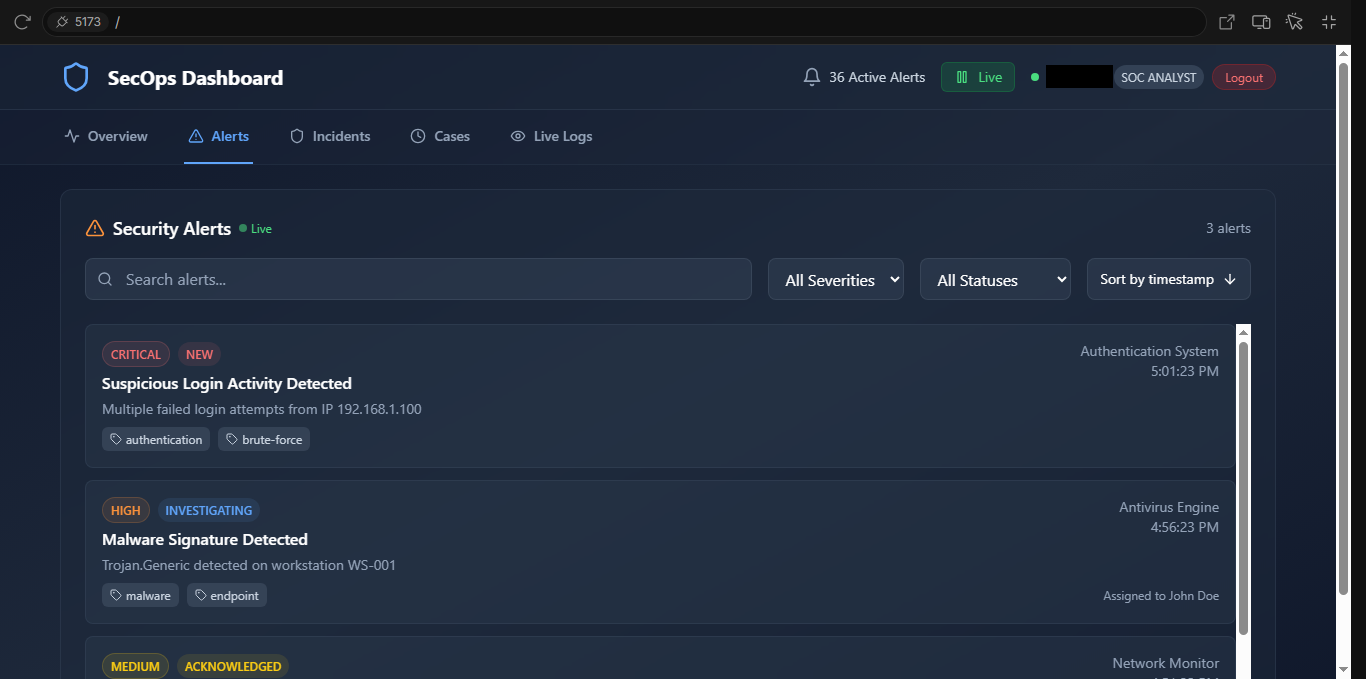 5173 /
SecOps Dashboard
36 Active Alerts
Live
SOC ANALYST
Logout
Overview
Alerts
Incidents
Cases
Live Logs
Security Alerts
Live
3 alerts
Search alerts...
All Severities
All Statuses
Sort by timestamp
CRITICAL
NEW
Authentication System
5:01:23 PM
Suspicious Login Activity Detected
Multiple failed login attempts from IP 192.168.1.100
authentication
brute-force
HIGH
INVESTIGATING
Antivirus Engine
4:56:23 PM
Malware Signature Detected
Trojan.Generic detected on workstation WS-001
malware
endpoint
Assigned to John Doe
MEDIUM
ACKNOWLEDGED
Network Monitor